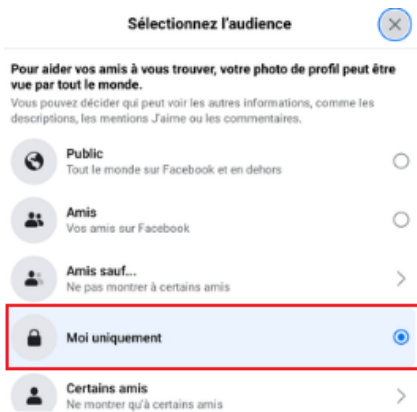 Sélectionnez l'audience
Pour aider vos amis à vous trouver, votre photo de profil peut être
vue par tout le monde.
Vous pouvez décider qui peut voir les autres informations, comme les
descriptions, les mentions J'aime ou les commentaires.
Public
Tout le monde sur Facebook et en dehors
Amis
Vos amis sur Facebook
Amis sauf...
Ne pas montrer à certains amis
Moi uniquement
Certains amis
Ne montrer qu'à certains amis